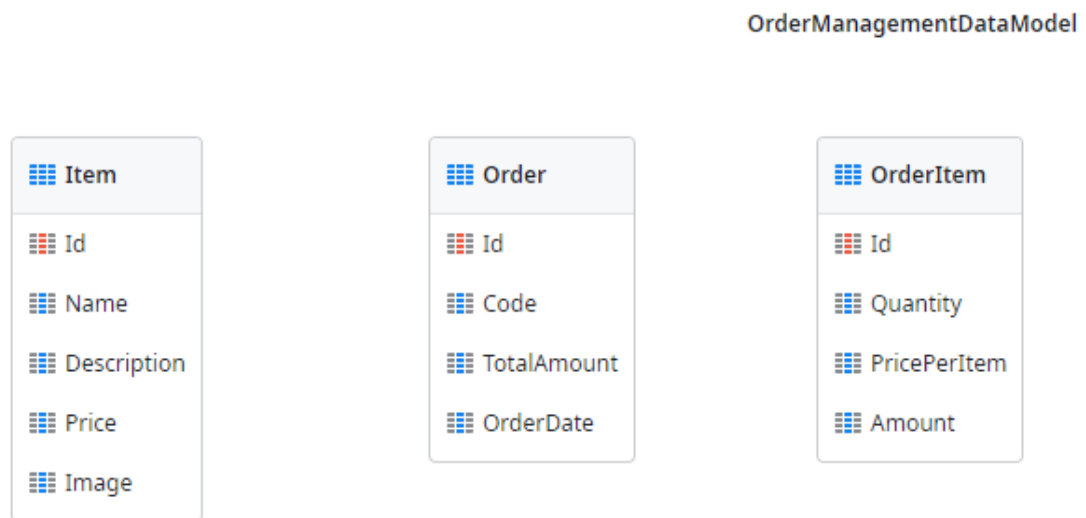 OrderManagementDataModel
Item
Id
Name
Description
Price
Image
Order
Id
Code
TotalAmount
OrderDate
OrderItem
Id
Quantity
PricePerItem
Amount